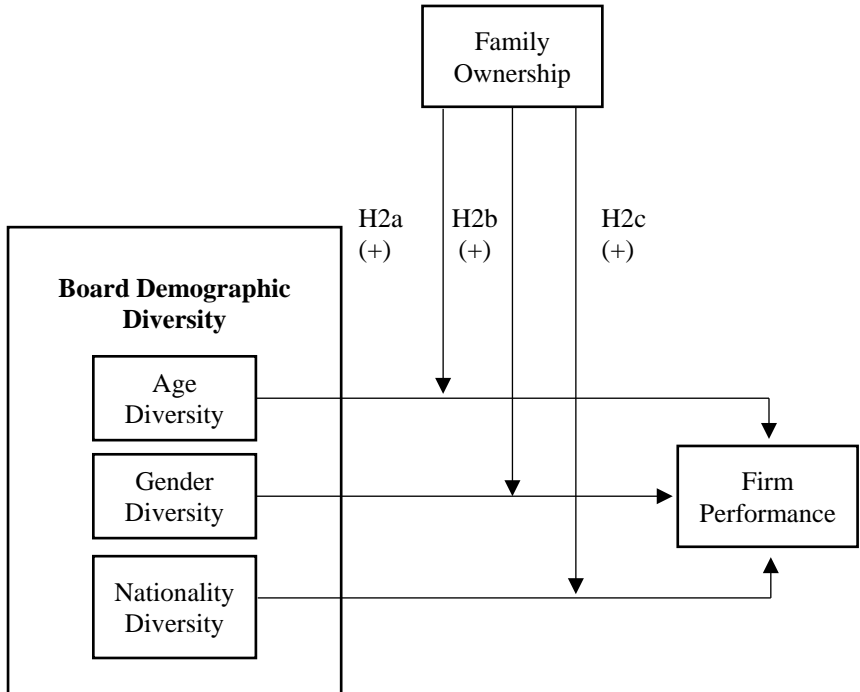 Family
Ownership
H2a
(+)
H2b
(+)
H2c
(+)
Board Demographic
Diversity
Age
Diversity
Gender
Diversity
Nationality
Diversity
Firm
Performance